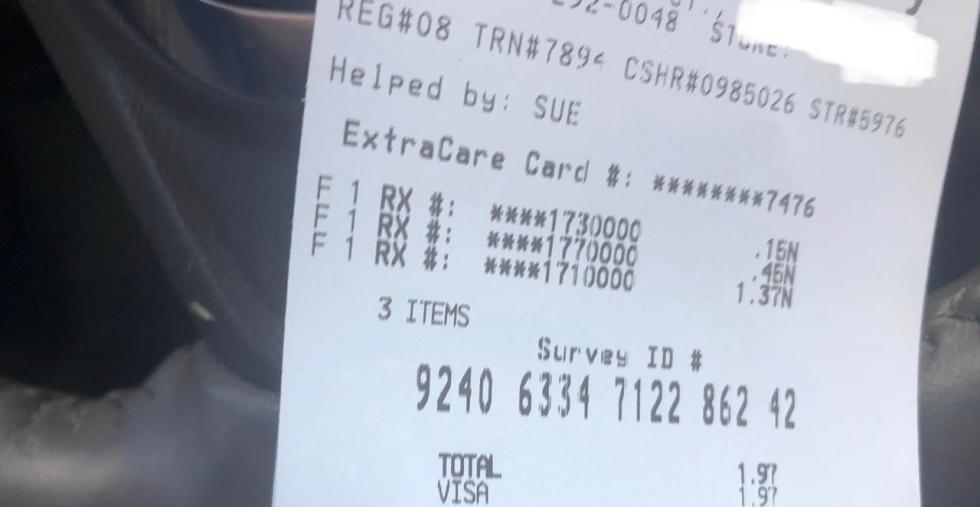 -0048
REG#08 TRN#7894 CSHR#0985026 STR#5976
Helped by: SUE
ExtraCare Card #: ********7476
F 1 RX #: ****1730000 .15N
F 1 RX #: ****1770000 .45N
F 1 RX #: ****1710000 1.37N
3 ITEMS
Survey ID #
9240 6334 7122 862 42
TOTAL 1.97
VISA 1.97